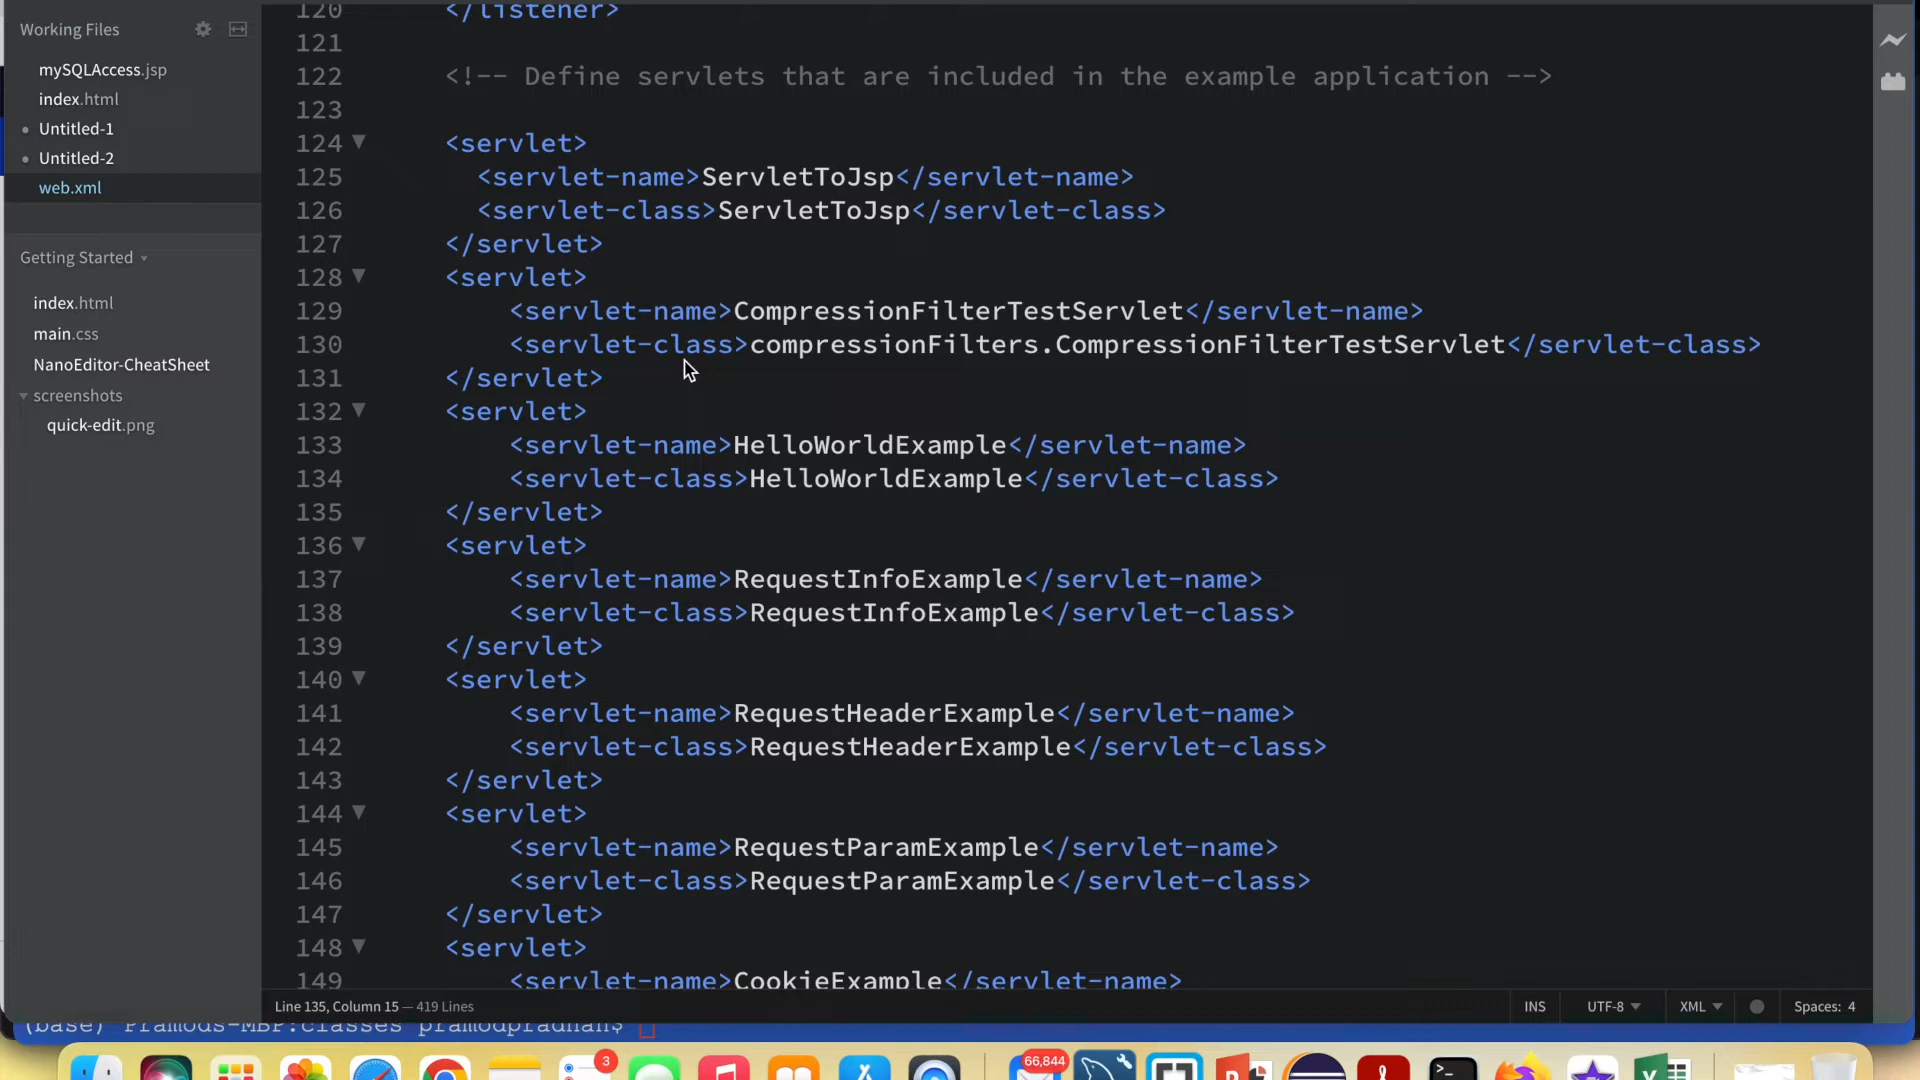 Working Files
mySQLAccess.jsp
index.html
Untitled-1
Untitled-2
web.xml
Getting Started
index.html
main.css
NanoEditor-CheatSheet
screenshots
quick-edit.png
120 </listener>
121
122 <!-- Define servlets that are included in the example application -->
123
124 <servlet>
125 <servlet-name>ServletToJsp</servlet-name>
126 <servlet-class>ServletToJsp</servlet-class>
127 </servlet>
128 <servlet>
129 <servlet-name>CompressionFilterTestServlet</servlet-name>
130 <servlet-class>compressionFilters.CompressionFilterTestServlet</servlet-class>
131 </servlet>
132 <servlet>
133 <servlet-name>HelloWorldExample</servlet-name>
134 <servlet-class>HelloWorldExample</servlet-class>
135 </servlet>
136 <servlet>
137 <servlet-name>RequestInfoExample</servlet-name>
138 <servlet-class>RequestInfoExample</servlet-class>
139 </servlet>
140 <servlet>
141 <servlet-name>RequestHeaderExample</servlet-name>
142 <servlet-class>RequestHeaderExample</servlet-class>
143 </servlet>
144 <servlet>
145 <servlet-name>RequestParamExample</servlet-name>
146 <servlet-class>RequestParamExample</servlet-class>
147 </servlet>
148 <servlet>
149 <servlet-name>CookieExample</servlet-name>
Line 135, Column 15 — 419 Lines
INS UTF-8 XML Spaces: 4
(base) Pramods-MBP:classes pramodpradhan$
3
66,844